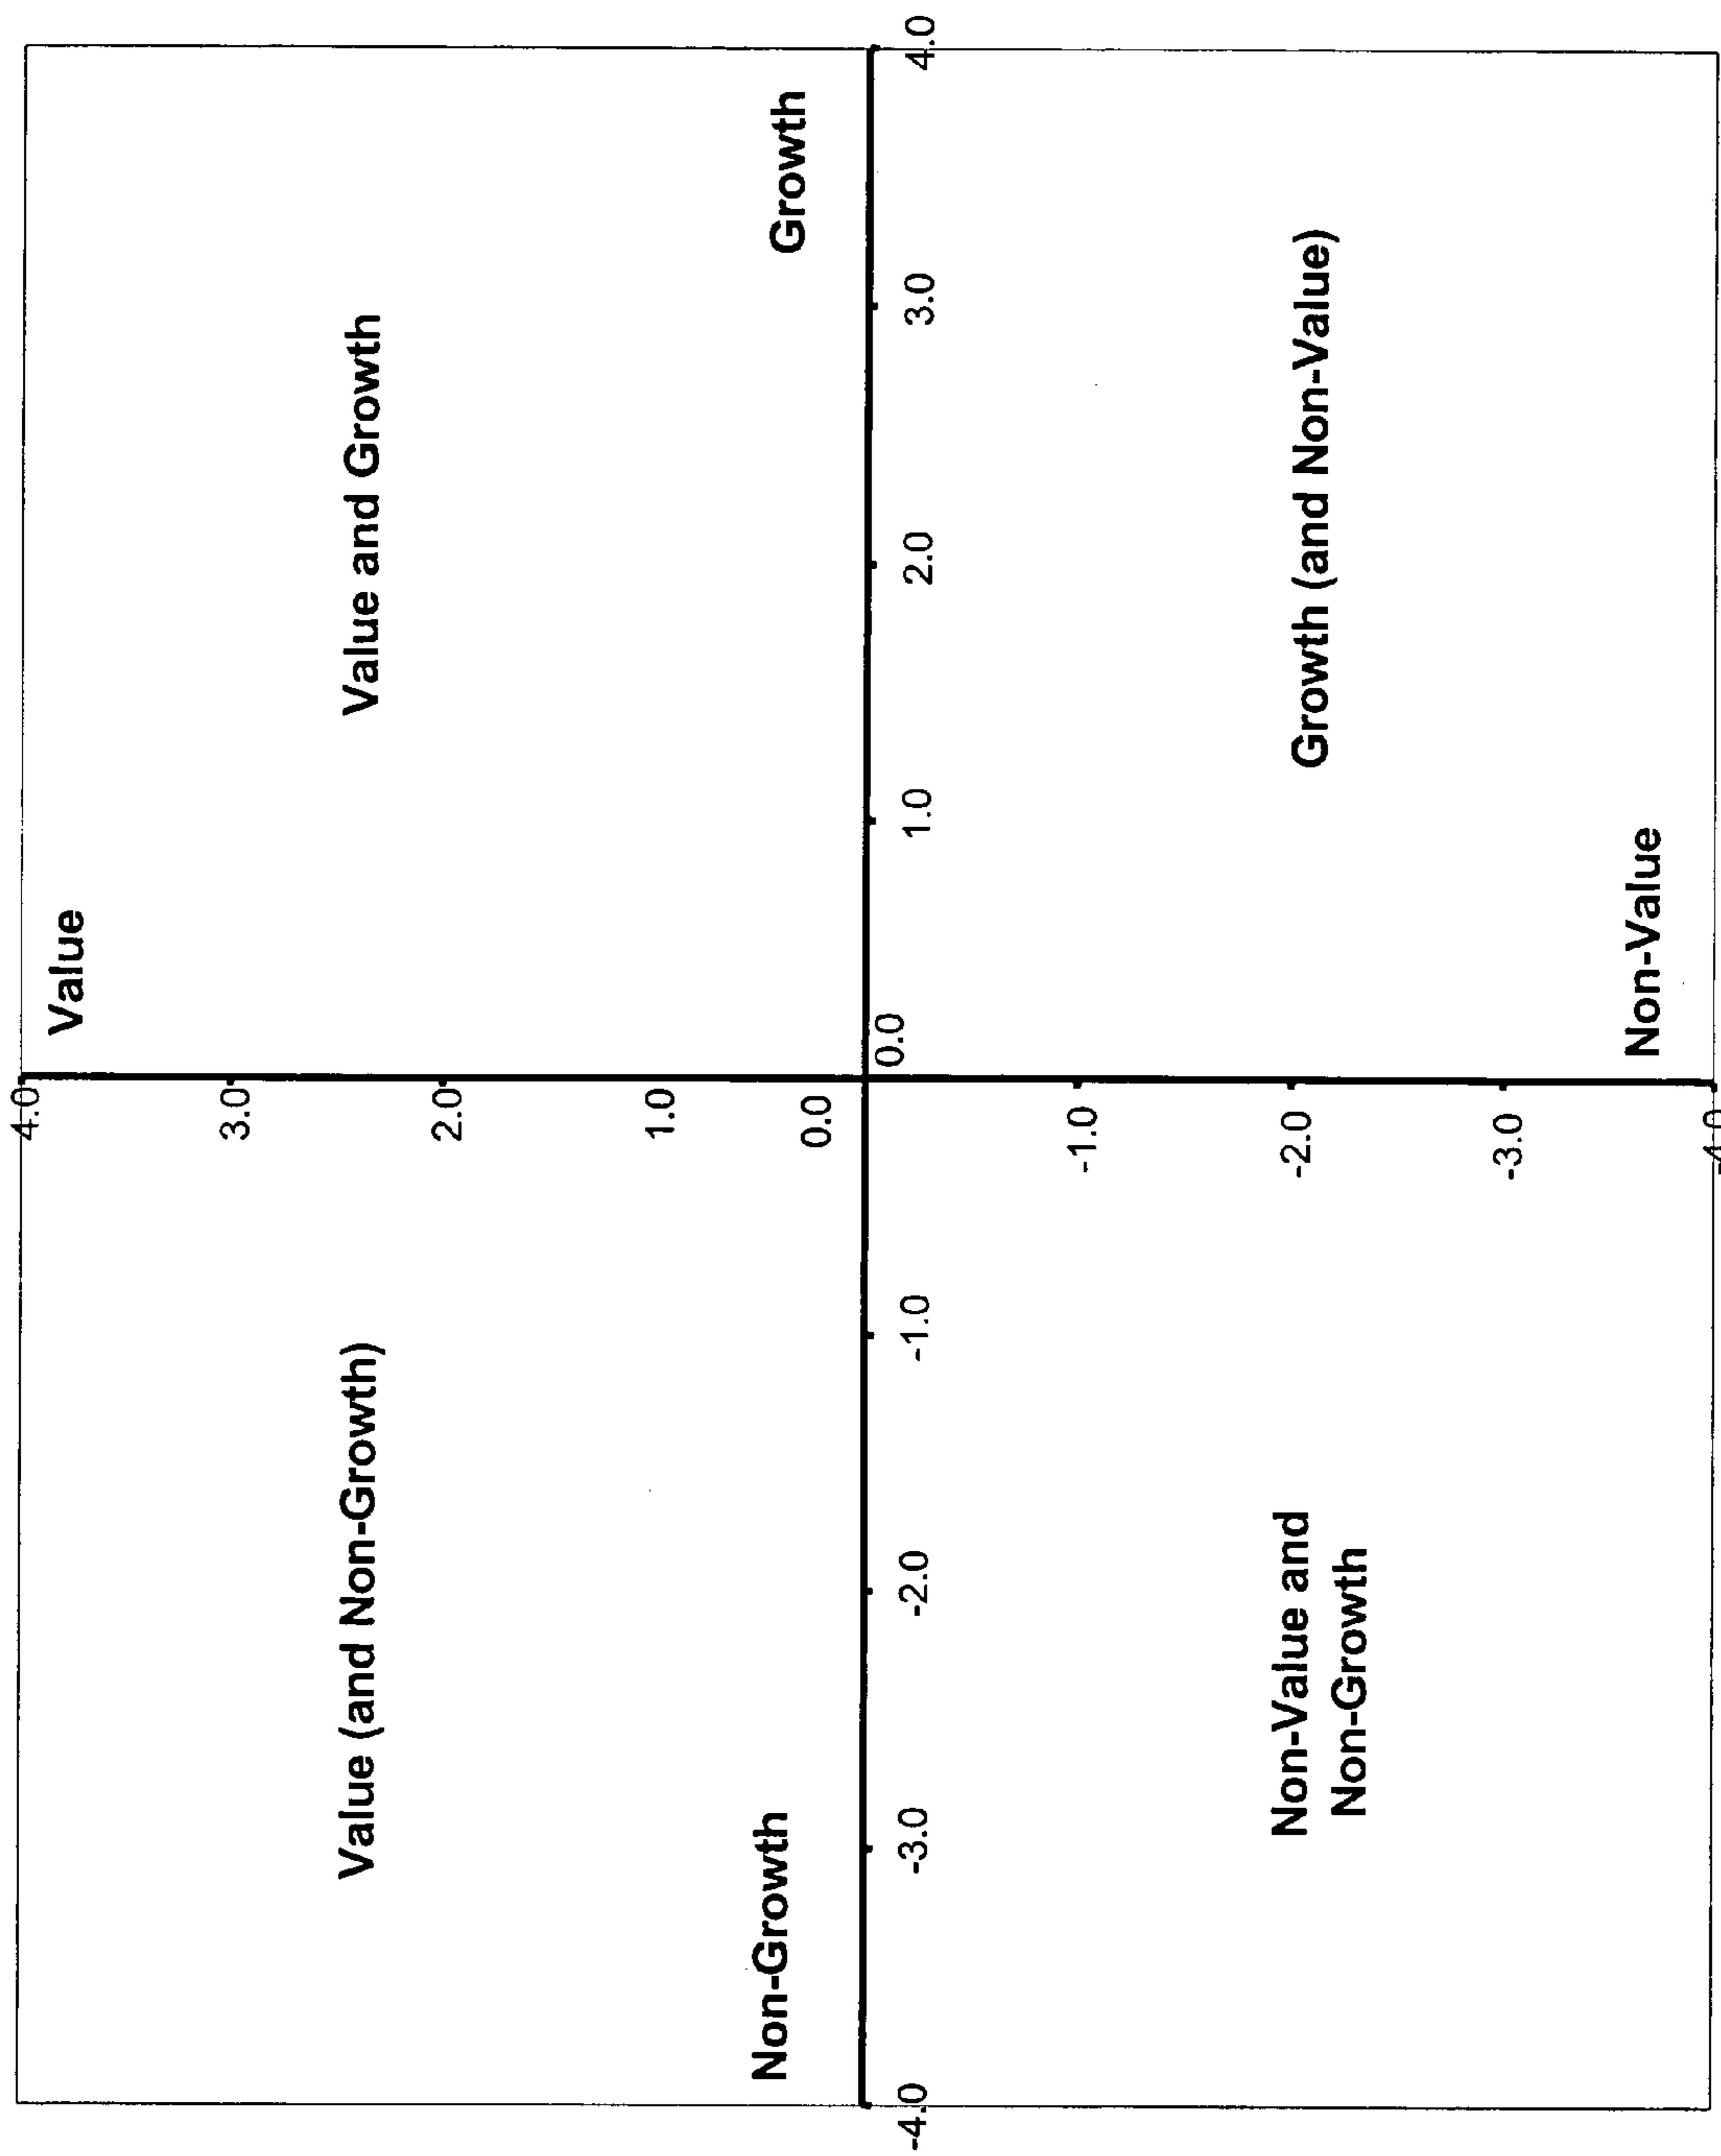 4.0
Value
3.0
Value (and Non-Growth)
Value and Growth
2.0
1.0
Non-Growth
Growth
0.0
-4.0
-3.0
-2.0
-1.0
0.0
1.0
2.0
3.0
4.0
-1.0
Non-Value and
Non-Growth
-2.0
Growth (and Non-Value)
-3.0
Non-Value
-4.0